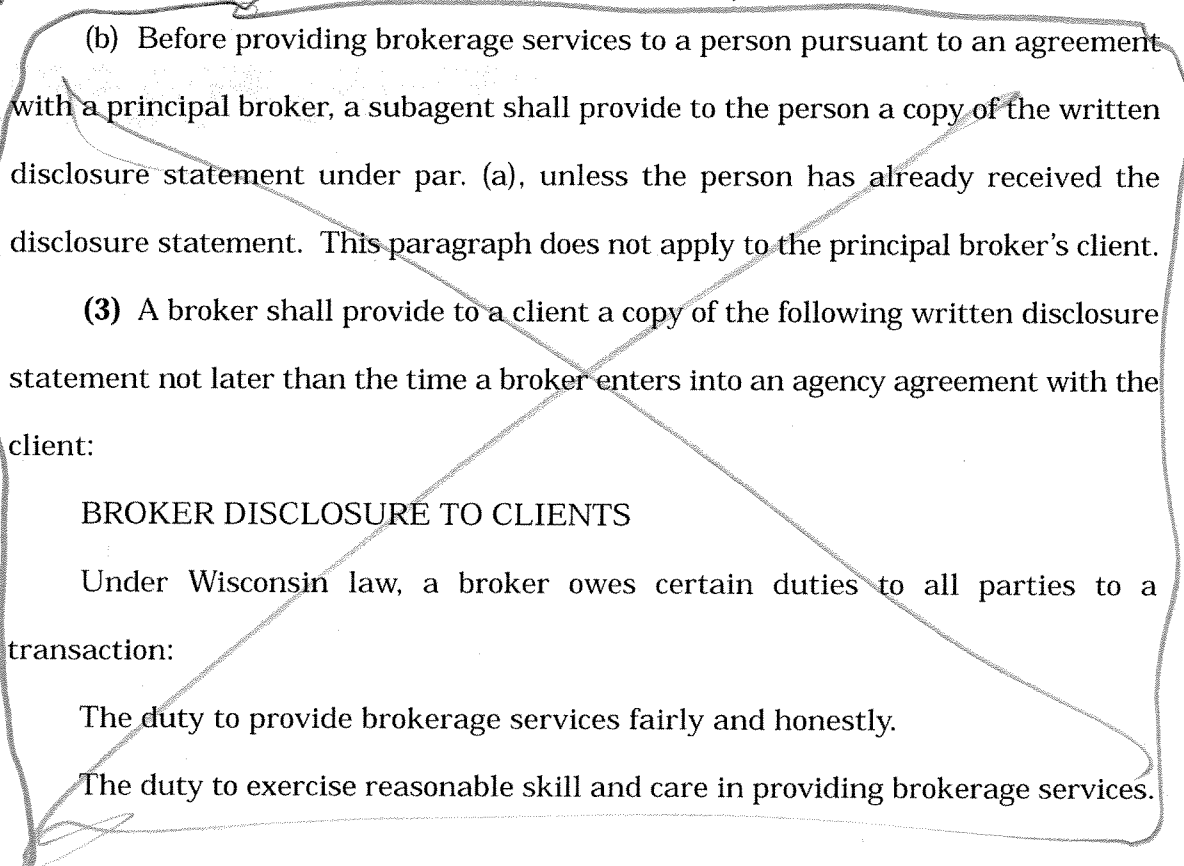 (b) Before providing brokerage services to a person pursuant to an agreement
with a principal broker, a subagent shall provide to the person a copy of the written
disclosure statement under par. (a), unless the person has already received the
disclosure statement. This paragraph does not apply to the principal broker's client.
(3) A broker shall provide to a client a copy of the following written disclosure
statement not later than the time a broker enters into an agency agreement with the
client:
BROKER DISCLOSURE TO CLIENTS
Under Wisconsin law, a broker owes certain duties to all parties to a
transaction:
The duty to provide brokerage services fairly and honestly.
The duty to exercise reasonable skill and care in providing brokerage services.